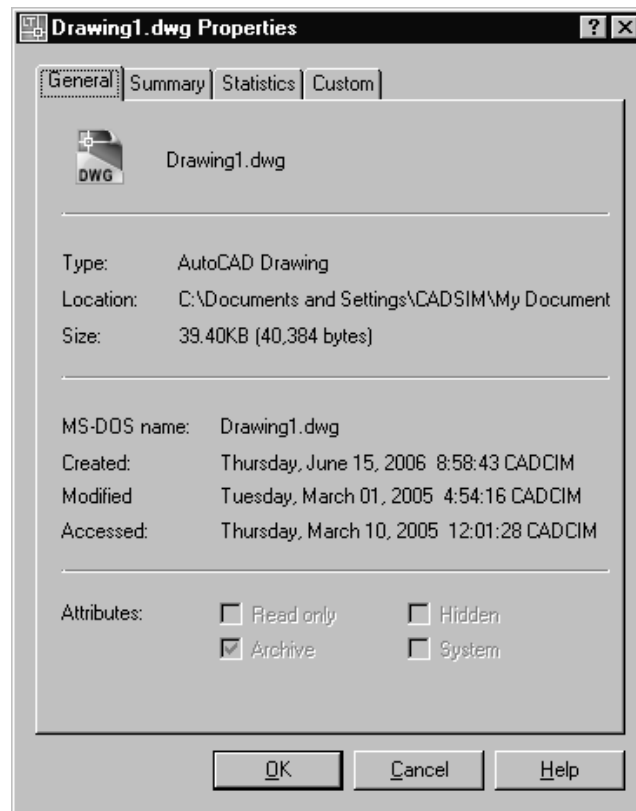 Drawing1.dwg Properties
General Summary Statistics Custom
DWG
Drawing1.dwg
Type: AutoCAD Drawing
Location: C:\Documents and Settings\CADSIM\My Document
Size: 39.40KB (40,384 bytes)
MS-DOS name: Drawing1.dwg
Created: Thursday, June 15, 2006 8:58:43 CADCIM
Modified Tuesday, March 01, 2005 4:54:16 CADCIM
Accessed: Thursday, March 10, 2005 12:01:28 CADCIM
Attributes: Read only Hidden
Archive System
OK Cancel Help